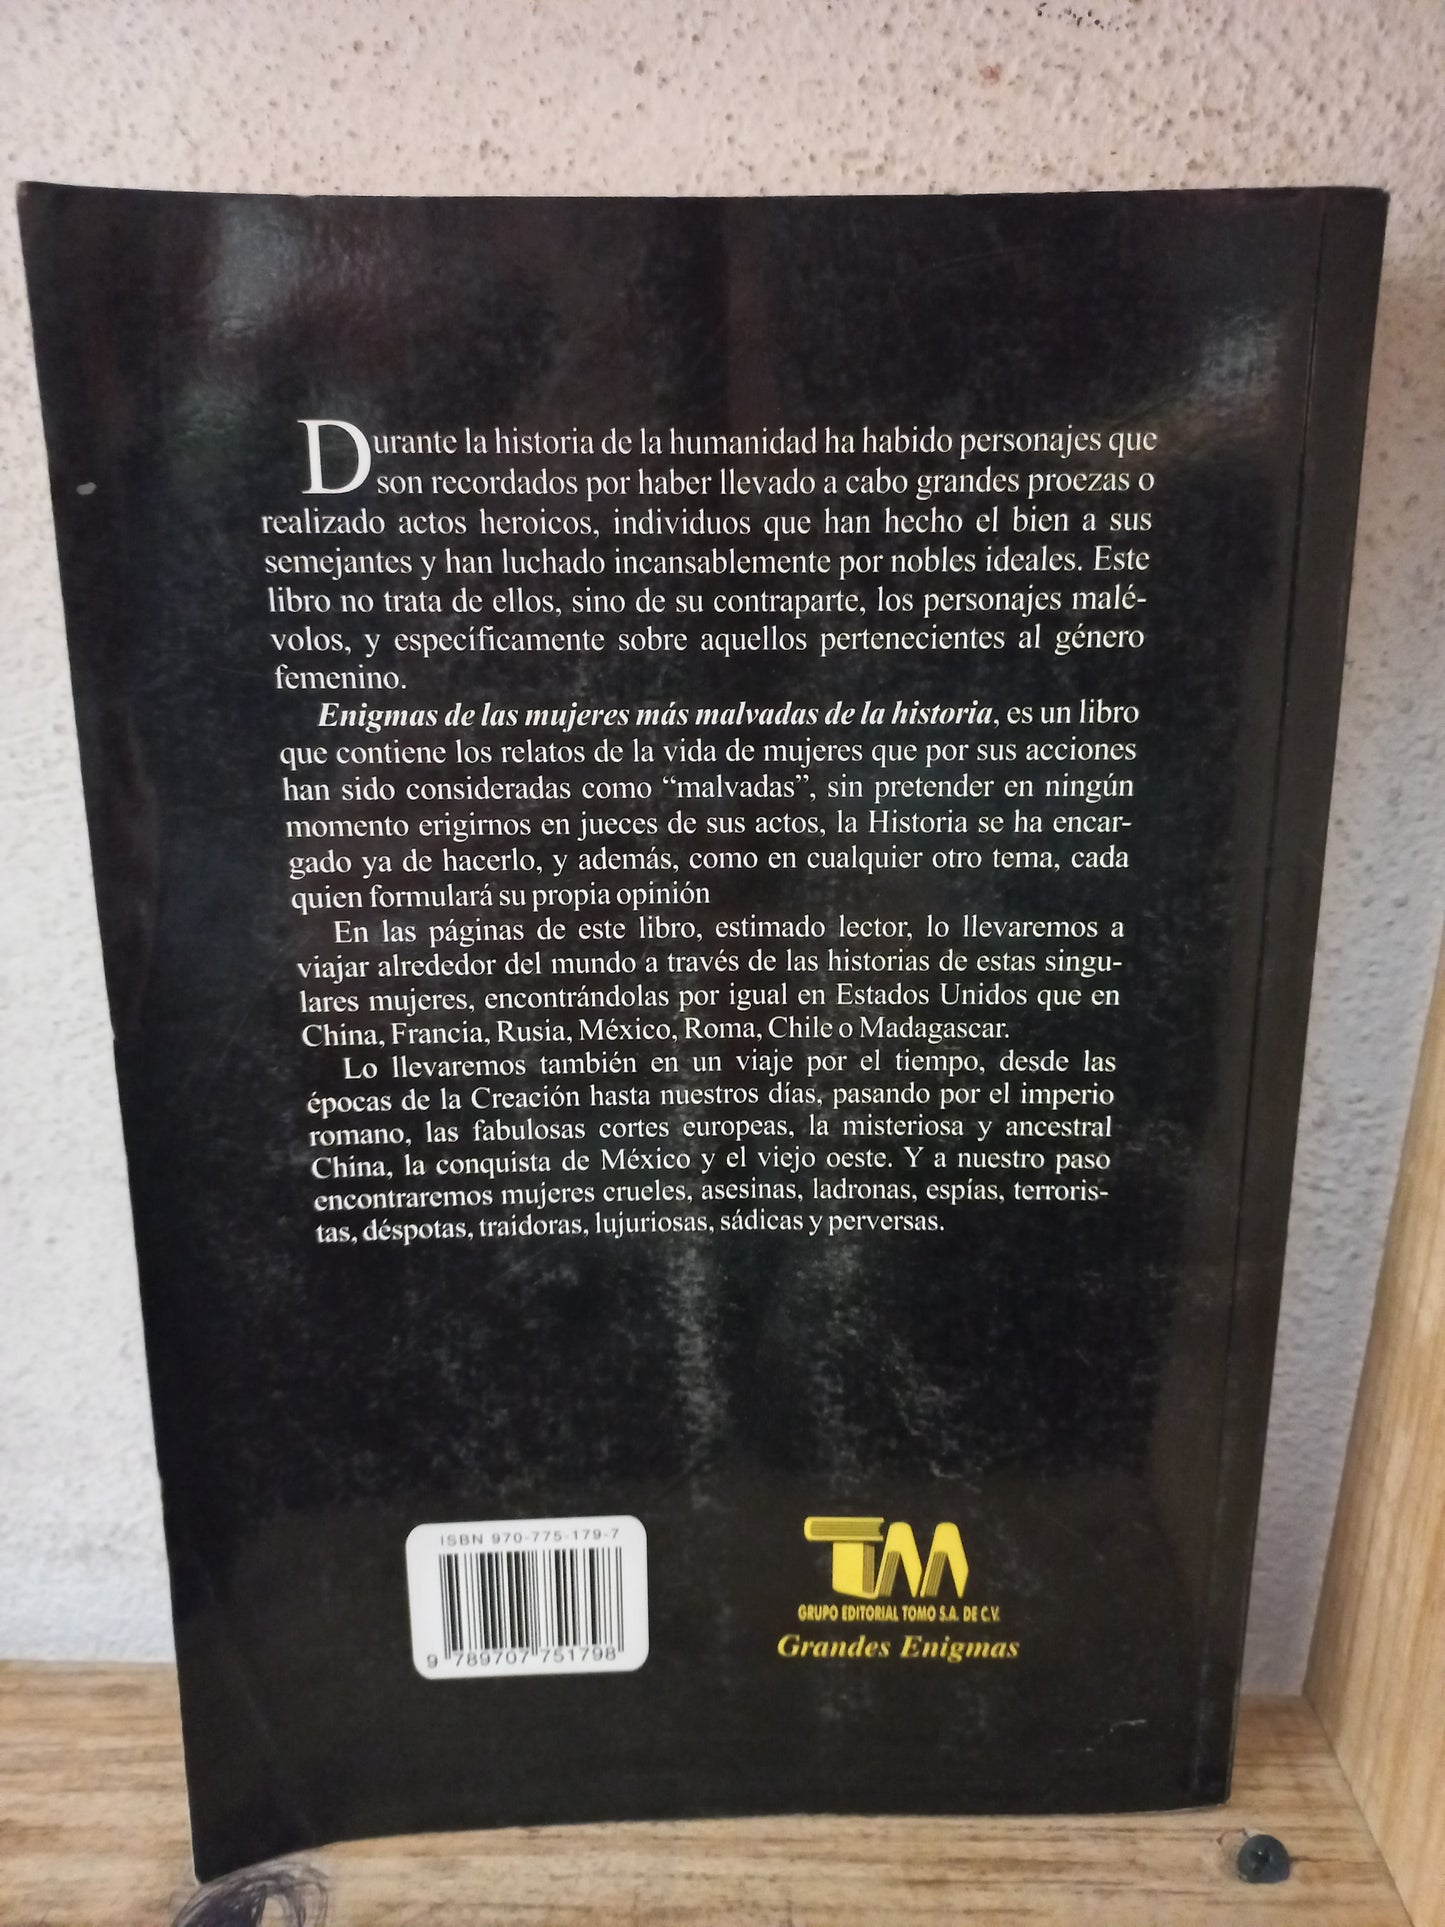 Durante la historia de la humanidad ha habido personajes que
son recordados por haber llevado a cabo grandes proezas o
realizado actos heroicos, individuos que han hecho el bien a sus
semejantes y han luchado incansablemente por nobles ideales. Este
libro no trata de ellos, sino de su contraparte, los personajes malé-
volos, y específicamente sobre aquellos pertenecientes al género
femenino.
Enigmas de las mujeres más malvadas de la historia, es un libro
que contiene los relatos de la vida de mujeres que por sus acciones
han sido consideradas como “malvadas”, sin pretender en ningún
momento erigirnos en jueces de sus actos, la Historia se ha encar-
gado ya de hacerlo, y además, como en cualquier otro tema, cada
quien formulará su propia opinión
En las páginas de este libro, estimado lector, lo llevaremos a
viajar alrededor del mundo a través de las historias de estas singu-
lares mujeres, encontrándolas por igual en Estados Unidos que en
China, Francia, Rusia, México, Roma, Chile o Madagascar.
Lo llevaremos también en un viaje por el tiempo, desde las
épocas de la Creación hasta nuestros días, pasando por el imperio
romano, las fabulosas cortes europeas, la misteriosa y ancestral
China, la conquista de México y el viejo oeste. Y a nuestro paso
encontraremos mujeres crueles, asesinas, ladronas, espías, terroris-
tas, déspotas, traidoras, lujuriosas, sádicas y perversas.
ISBN 970-775-179-7
9 789707 751798
TM
GRUPO EDITORIAL TOMO S.A. DE C.V.
Grandes Enigmas